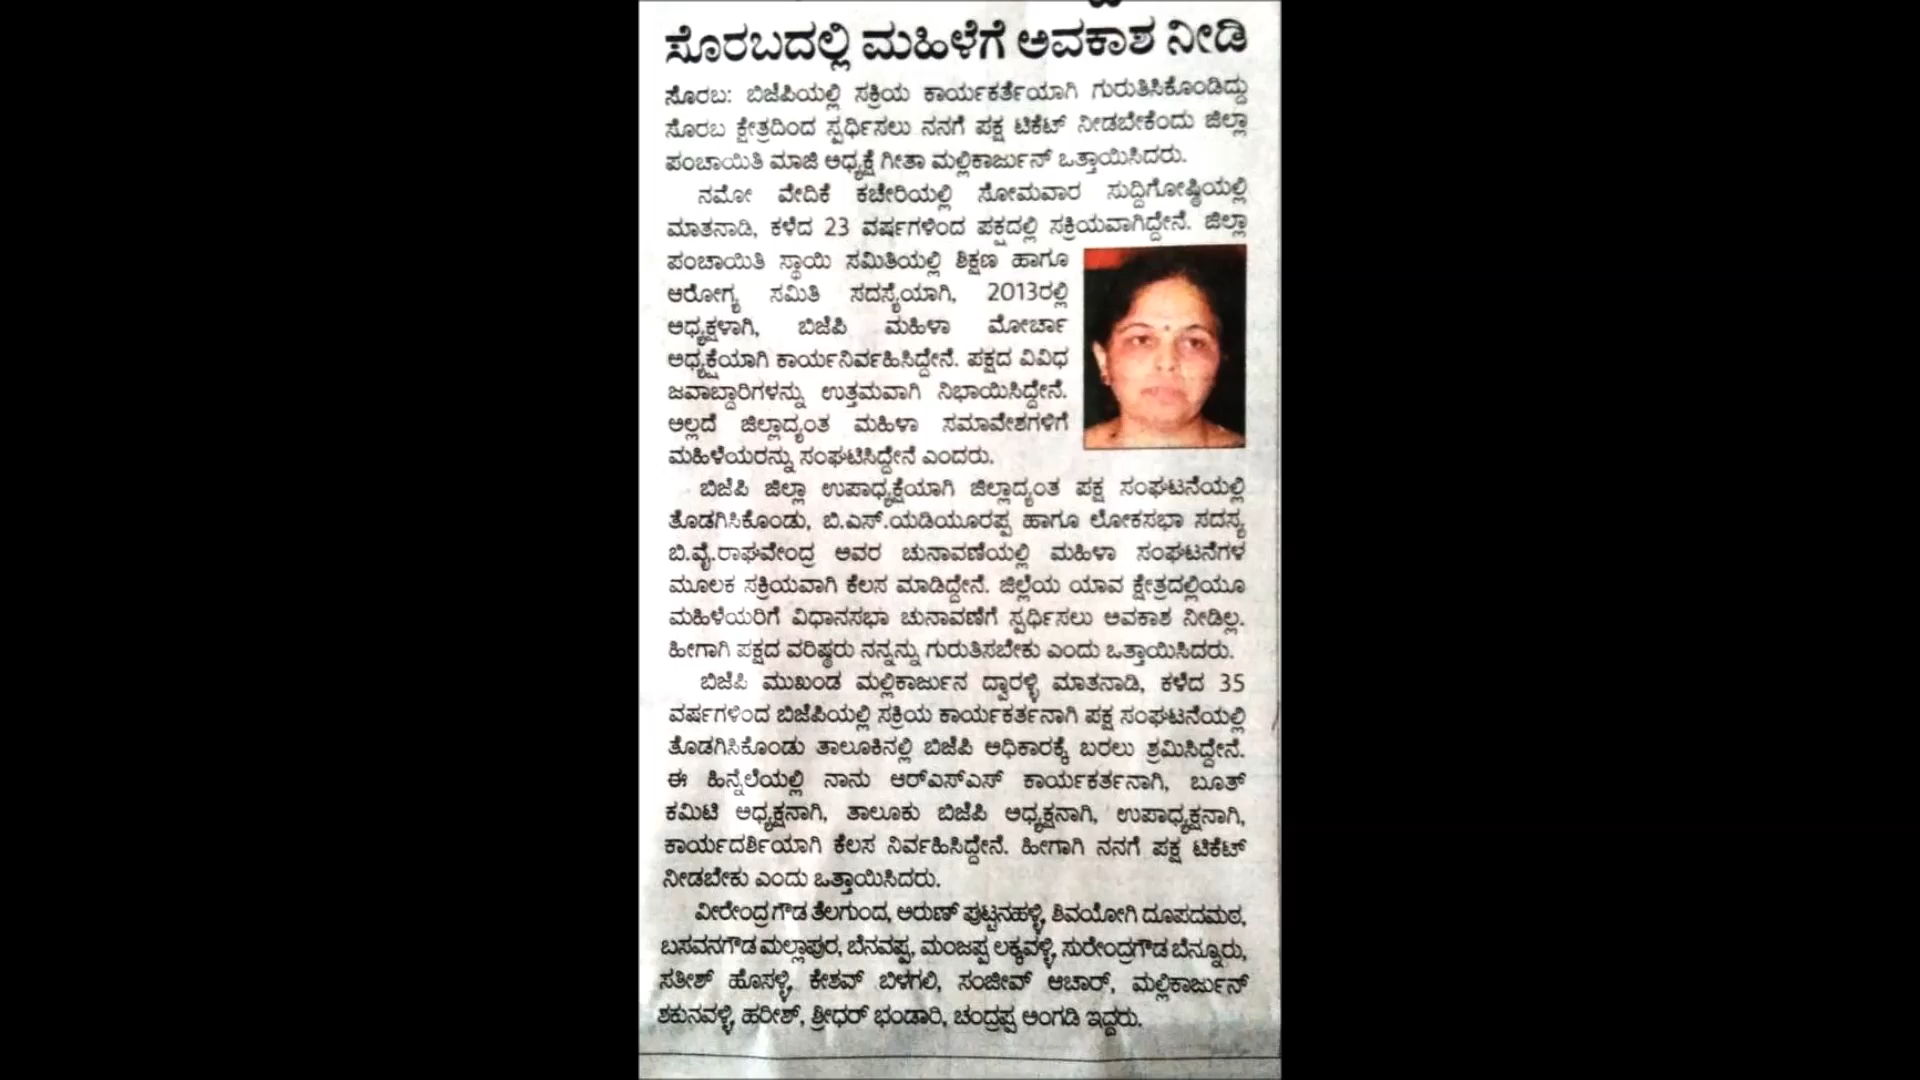 ಸೊರಬದಲ್ಲಿ ಮಹಿಳೆಗೆ ಅವಕಾಶ ನೀಡಿ
ಸೊರಬ: ಬಿಜೆಪಿಯಲ್ಲಿ ಸಕ್ರಿಯ ಕಾರ್ಯಕರ್ತೆಯಾಗಿ ಗುರುತಿಸಿಕೊಂಡಿದ್ದು
ಸೊರಬ ಕ್ಷೇತ್ರದಿಂದ ಸ್ಪರ್ಧಿಸಲು ನನಗೆ ಪಕ್ಷ ಟಿಕೆಟ್ ನೀಡಬೇಕೆಂದು ಜಿಲ್ಲಾ
ಪಂಚಾಯಿತಿ ಮಾಜಿ ಅಧ್ಯಕ್ಷೆ ಗೀತಾ ಮಲ್ಲಿಕಾರ್ಜುನ್ ಒತ್ತಾಯಿಸಿದರು.
ನಮೋ ವೇದಿಕೆ ಕಚೇರಿಯಲ್ಲಿ ಸೋಮವಾರ ಸುದ್ದಿಗೋಷ್ಠಿಯಲ್ಲಿ
ಮಾತನಾಡಿ, ಕಳೆದ 23 ವರ್ಷಗಳಿಂದ ಪಕ್ಷದಲ್ಲಿ ಸಕ್ರಿಯವಾಗಿದ್ದೇನೆ. ಜಿಲ್ಲಾ
ಪಂಚಾಯಿತಿ ಸ್ಥಾಯಿ ಸಮಿತಿಯಲ್ಲಿ ಶಿಕ್ಷಣ ಹಾಗೂ
ಆರೋಗ್ಯ ಸಮಿತಿ ಸದಸ್ಯೆಯಾಗಿ, 2013ರಲ್ಲಿ
ಅಧ್ಯಕ್ಷಳಾಗಿ, ಬಿಜೆಪಿ ಮಹಿಳಾ ಮೋರ್ಚಾ
ಅಧ್ಯಕ್ಷೆಯಾಗಿ ಕಾರ್ಯನಿರ್ವಹಿಸಿದ್ದೇನೆ. ಪಕ್ಷದ ವಿವಿಧ
ಜವಾಬ್ದಾರಿಗಳನ್ನು ಉತ್ತಮವಾಗಿ ನಿಭಾಯಿಸಿದ್ದೇನೆ.
ಅಲ್ಲದೆ ಜಿಲ್ಲಾದ್ಯಂತ ಮಹಿಳಾ ಸಮಾವೇಶಗಳಿಗೆ
ಮಹಿಳೆಯರನ್ನು ಸಂಘಟಿಸಿದ್ದೇನೆ ಎಂದರು.
ಬಿಜೆಪಿ ಜಿಲ್ಲಾ ಉಪಾಧ್ಯಕ್ಷೆಯಾಗಿ ಜಿಲ್ಲಾದ್ಯಂತ ಪಕ್ಷ ಸಂಘಟನೆಯಲ್ಲಿ
ತೊಡಗಿಸಿಕೊಂಡು, ಬಿ.ಎಸ್.ಯಡಿಯೂರಪ್ಪ ಹಾಗೂ ಲೋಕಸಭಾ ಸದಸ್ಯ
ಬಿ.ವೈ.ರಾಘವೇಂದ್ರ ಅವರ ಚುನಾವಣೆಯಲ್ಲಿ ಮಹಿಳಾ ಸಂಘಟನೆಗಳ
ಮೂಲಕ ಸಕ್ರಿಯವಾಗಿ ಕೆಲಸ ಮಾಡಿದ್ದೇನೆ. ಜಿಲ್ಲೆಯ ಯಾವ ಕ್ಷೇತ್ರದಲ್ಲಿಯೂ
ಮಹಿಳೆಯರಿಗೆ ವಿಧಾನಸಭಾ ಚುನಾವಣೆಗೆ ಸ್ಪರ್ಧಿಸಲು ಅವಕಾಶ ನೀಡಿಲ್ಲ.
ಹೀಗಾಗಿ ಪಕ್ಷದ ವರಿಷ್ಠರು ನನ್ನನ್ನು ಗುರುತಿಸಬೇಕು ಎಂದು ಒತ್ತಾಯಿಸಿದರು.
ಬಿಜೆಪಿ ಮುಖಂಡ ಮಲ್ಲಿಕಾರ್ಜುನ ದ್ವಾರಳ್ಳಿ ಮಾತನಾಡಿ, ಕಳೆದ 35
ವರ್ಷಗಳಿಂದ ಬಿಜೆಪಿಯಲ್ಲಿ ಸಕ್ರಿಯ ಕಾರ್ಯಕರ್ತನಾಗಿ ಪಕ್ಷ ಸಂಘಟನೆಯಲ್ಲಿ
ತೊಡಗಿಸಿಕೊಂಡು ತಾಲೂಕಿನಲ್ಲಿ ಬಿಜೆಪಿ ಅಧಿಕಾರಕ್ಕೆ ಬರಲು ಶ್ರಮಿಸಿದ್ದೇನೆ.
ಈ ಹಿನ್ನೆಲೆಯಲ್ಲಿ ನಾನು ಆರ್‌ಎಸ್‌ಎಸ್ ಕಾರ್ಯಕರ್ತನಾಗಿ, ಬೂತ್
ಕಮಿಟಿ ಅಧ್ಯಕ್ಷನಾಗಿ, ತಾಲೂಕು ಬಿಜೆಪಿ ಅಧ್ಯಕ್ಷನಾಗಿ, ಉಪಾಧ್ಯಕ್ಷನಾಗಿ,
ಕಾರ್ಯದರ್ಶಿಯಾಗಿ ಕೆಲಸ ನಿರ್ವಹಿಸಿದ್ದೇನೆ. ಹೀಗಾಗಿ ನನಗೆ ಪಕ್ಷ ಟಿಕೆಟ್
ನೀಡಬೇಕು ಎಂದು ಒತ್ತಾಯಿಸಿದರು.
ವೀರೇಂದ್ರಗೌಡ ತೆಲಗುಂದ, ಅರುಣ್ ಪುಟ್ಟನಹಳ್ಳಿ, ಶಿವಯೋಗಿ ದೂಪದಮಠ,
ಬಸವನಗೌಡ ಮಲ್ಲಾಪುರ, ಬೆನವಪ್ಪ, ಮಂಜಪ್ಪ ಲಕ್ಕವಳ್ಳಿ, ಸುರೇಂದ್ರಗೌಡ ಬೆನ್ನೂರು,
ಸತೀಶ್ ಹೊಸಳ್ಳಿ, ಕೇಶವ್ ಬಿಳಗಲಿ, ಸಂಜೀವ್ ಆಚಾರ್, ಮಲ್ಲಿಕಾರ್ಜುನ್
ಶಕುನವಳ್ಳಿ, ಹರೀಶ್, ಶ್ರೀಧರ್ ಭಂಡಾರಿ, ಚಂದ್ರಪ್ಪ ಅಂಗಡಿ ಇದ್ದರು.